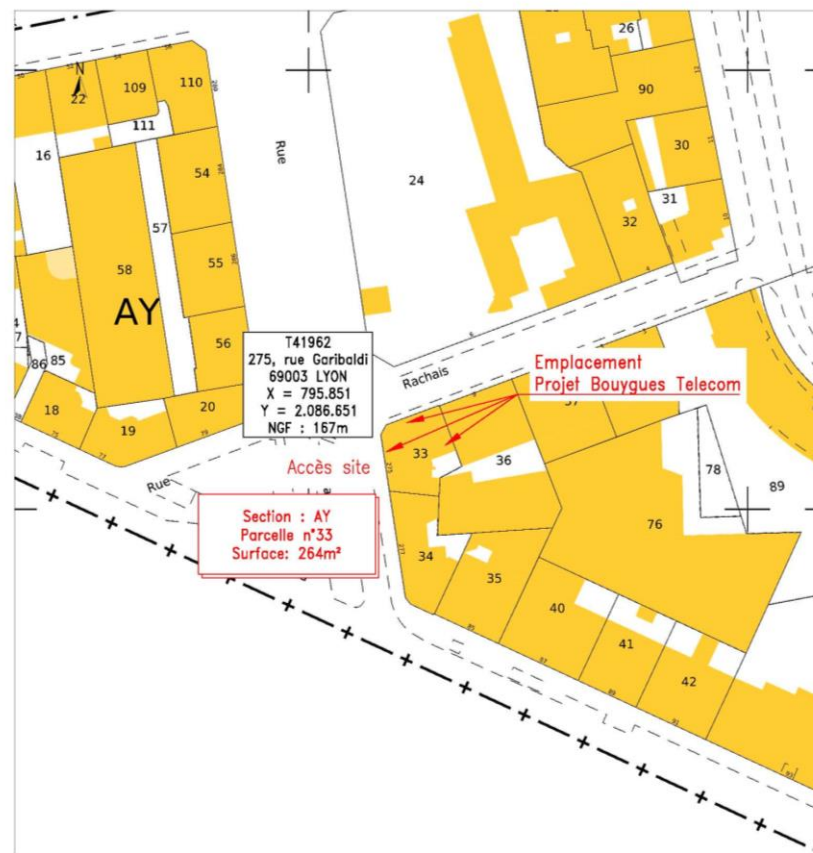 26
N
22
109
110
90
111
16
Rue
30
54
24
31
57
32
55
58
AY
56
85
86
T41962
275, rue Garibaldi
69003 LYON
X = 795.851
Y = 2.086.651
NGF : 167m
Emplacement
Projet Bouygues Telecom
Rachais
37
18
19
20
33
36
78
89
Accès site
Rue
76
Section : AY
Parcelle n°33
Surface: 264m²
34
35
40
41
42